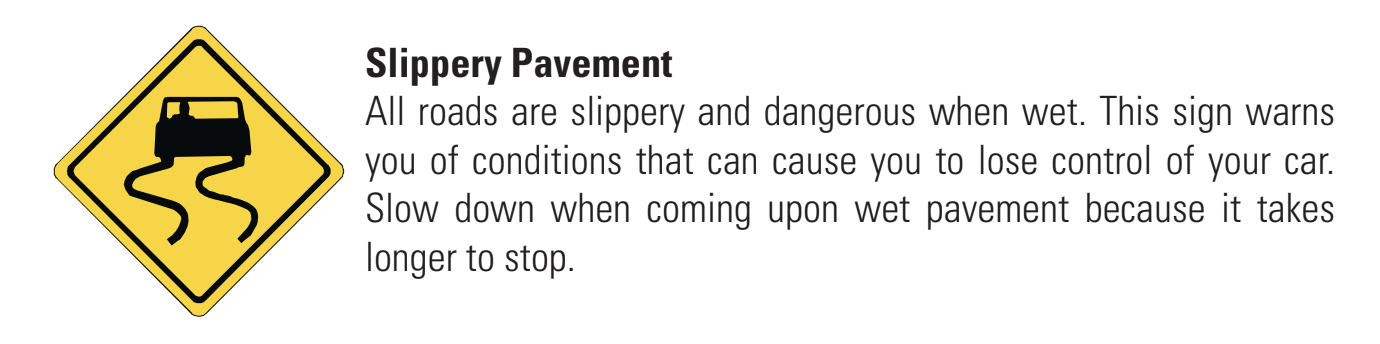 Slippery Pavement
All roads are slippery and dangerous when wet. This sign warns
you of conditions that can cause you to lose control of your car.
Slow down when coming upon wet pavement because it takes
longer to stop.